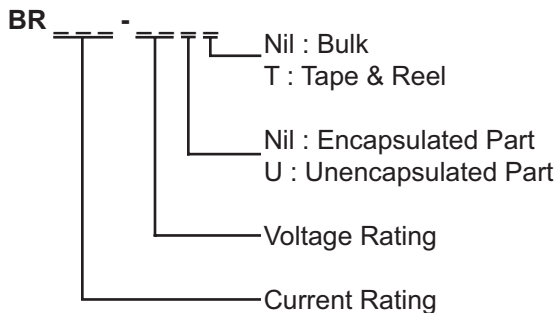 BR _ _ _ - _ _ _ _
Nil : Bulk
T : Tape & Reel
Nil : Encapsulated Part
U : Unencapsulated Part
Voltage Rating
Current Rating